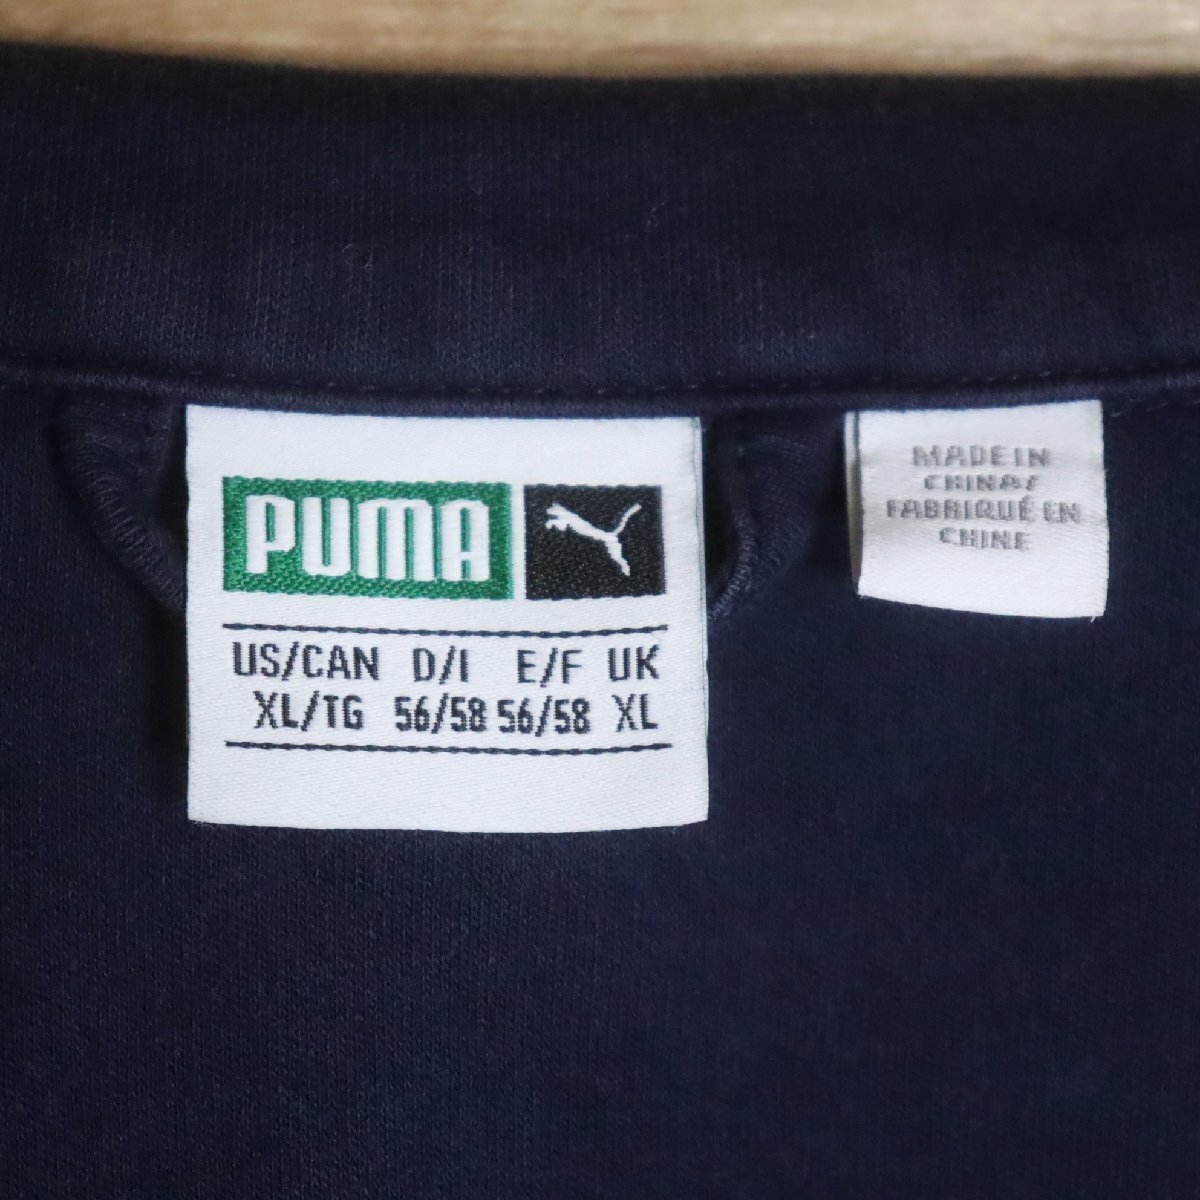 PUMA
US/CAN D/I E/F UK
XL/TG 56/58 56/58 XL
MADE IN
CHINA/
FABRIQUÉ EN
CHINE